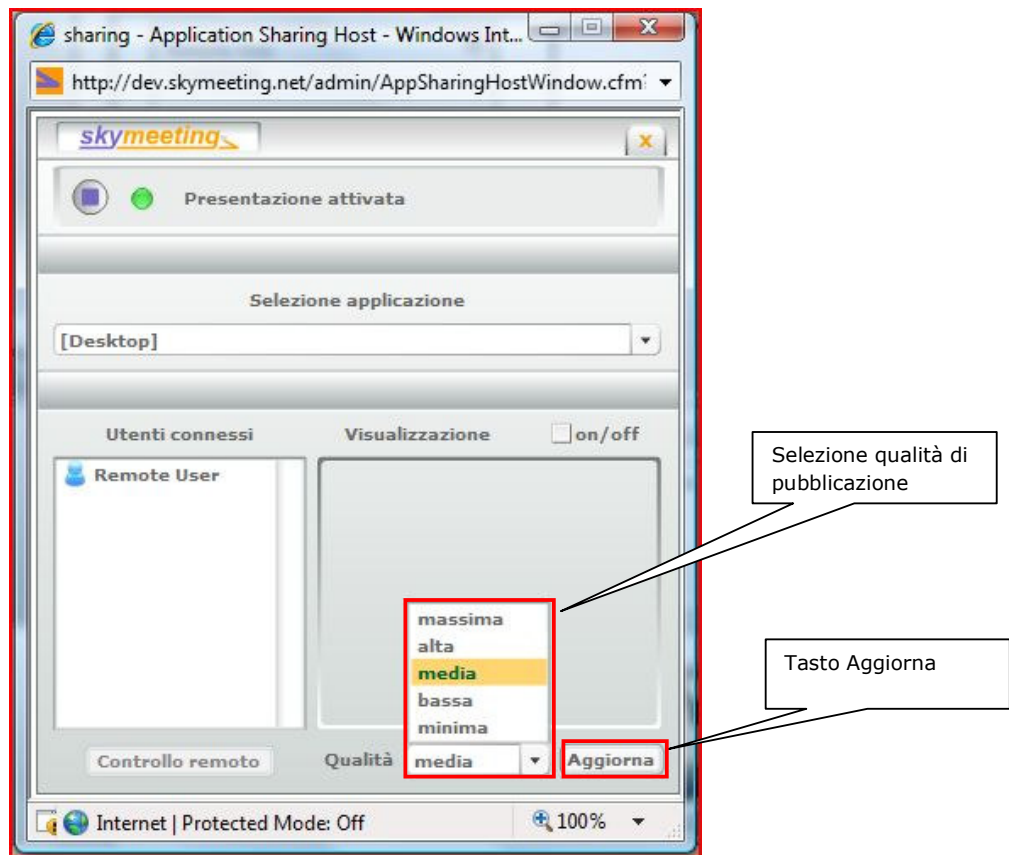 sharing - Application Sharing Host - Windows Int...
http://dev.skymeeting.net/admin/AppSharingHostWindow.cfm?
skymeeting
x
Presentazione attivata
Selezione applicazione
[Desktop]
Utenti connessi
Visualizzazione
on/off
Remote User
Selezione qualità di
pubblicazione
massima
alta
media
bassa
minima
Tasto Aggiorna
Controllo remoto
Qualità
media
Aggiorna
Internet | Protected Mode: Off
100%